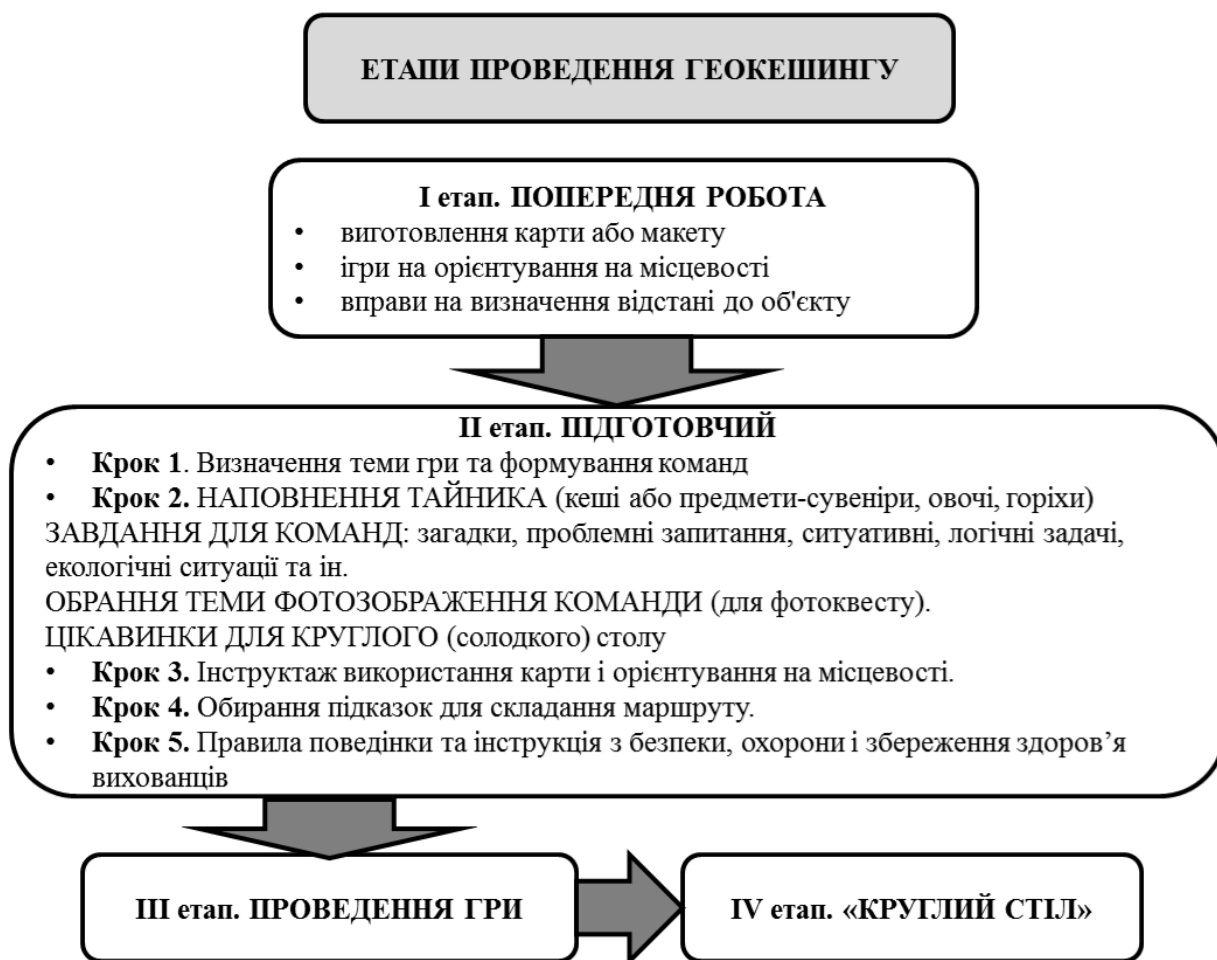 ЕТАПИ ПРОВЕДЕННЯ ГЕОКЕШИНГУ
І етап. ПОПЕРЕДНЯ РОБОТА
• виготовлення карти або макету
• ігри на орієнтування на місцевості
• вправи на визначення відстані до об'єкту
ІІ етап. ПІДГОТОВЧИЙ
• Крок 1. Визначення теми гри та формування команд
• Крок 2. НАПОВНЕННЯ ТАЙНИКА (кеші або предмети-сувеніри, овочі, горіхи)
ЗАВДАННЯ ДЛЯ КОМАНД: загадки, проблемні запитання, ситуативні, логічні задачі,
екологічні ситуації та ін.
ОБРАННЯ ТЕМИ ФОТОЗОБРАЖЕННЯ КОМАНДИ (для фотоквесту).
ЦІКАВИНКИ ДЛЯ КРУГЛОГО (солодкого) столу
• Крок 3. Інструктаж використання карти і орієнтування на місцевості.
• Крок 4. Обирання підказок для складання маршруту.
• Крок 5. Правила поведінки та інструкція з безпеки, охорони і збереження здоров’я
вихованців
ІІІ етап. ПРОВЕДЕННЯ ГРИ
IV етап. «КРУГЛИЙ СТІЛ»